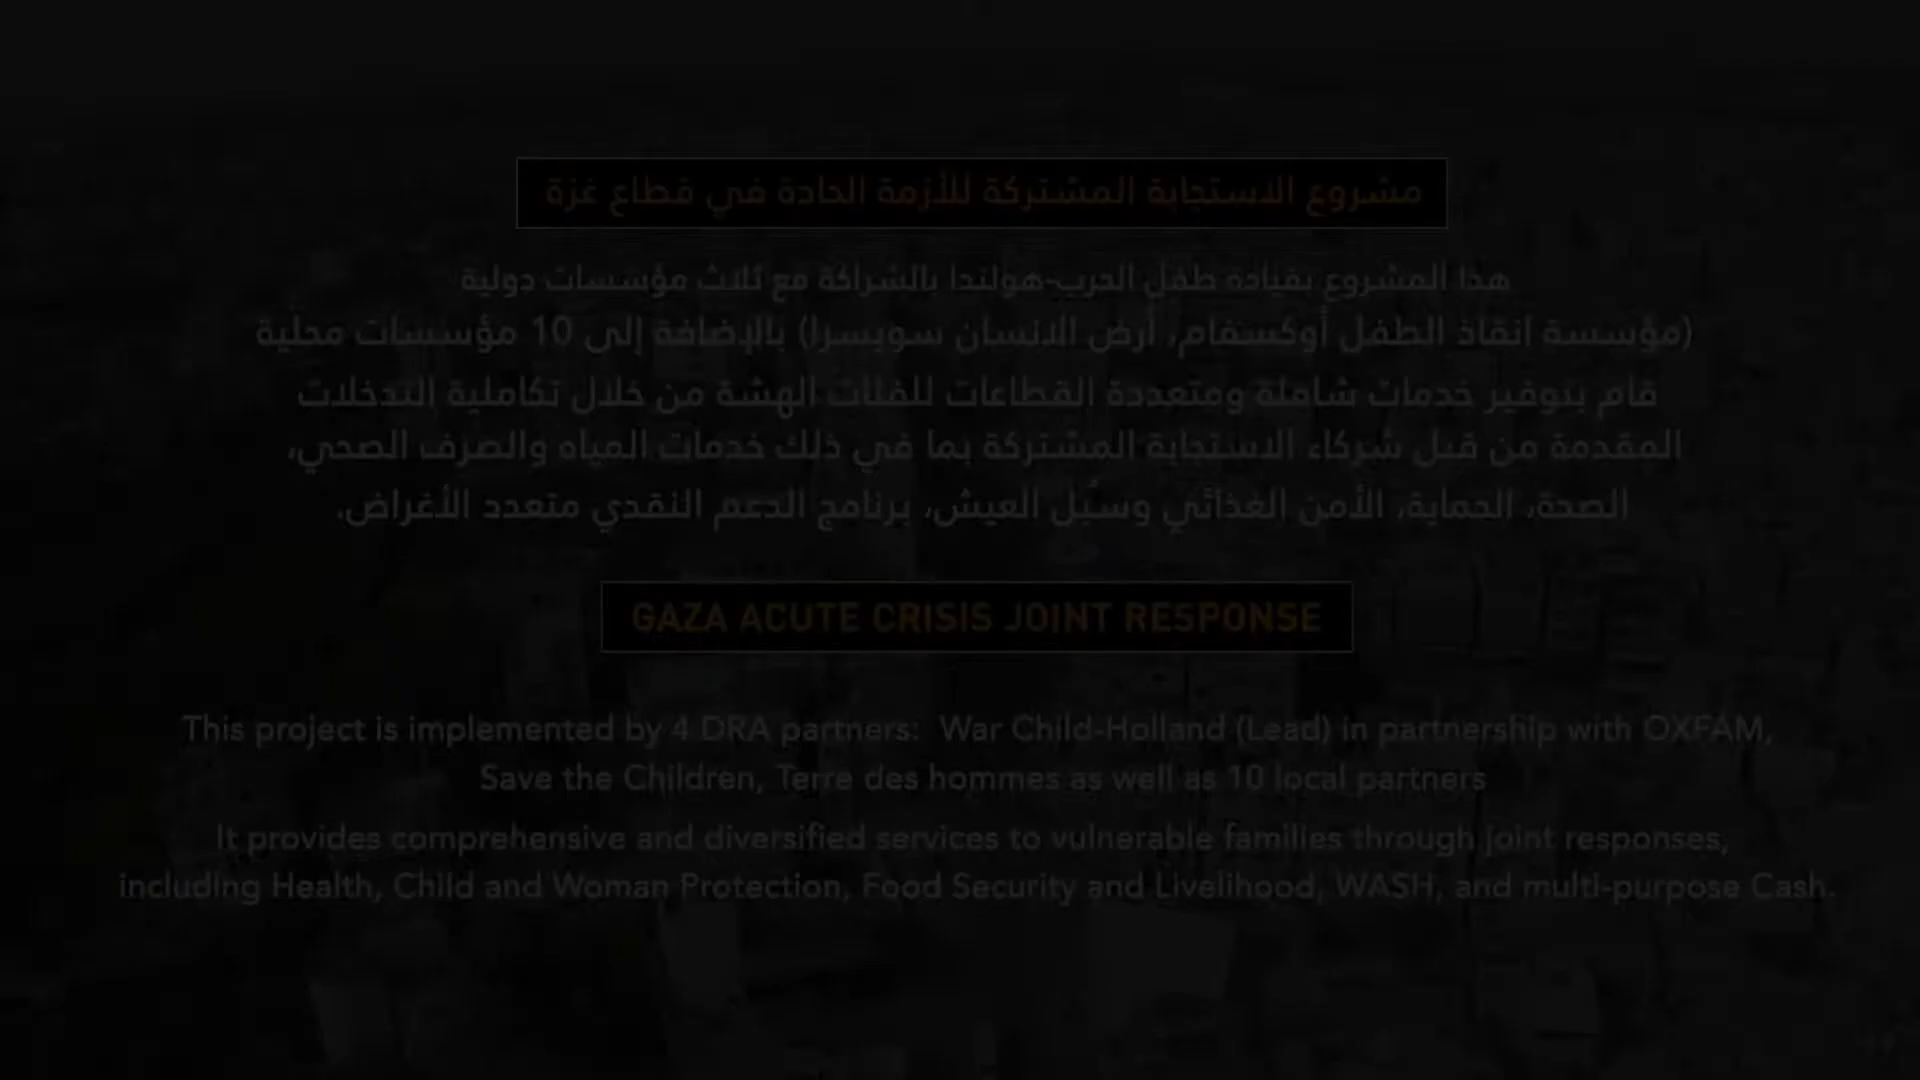 مشروع الاستجابة المشتركة للأزمة الحادة في قطاع غزة
هذا المشروع بقيادة طفل الحرب-هولندا بالشراكة مع ثلاث مؤسسات دولية
(مؤسسة انقاذ الطفل أوكسفام، أرض الانسان سويسرا) بالإضافة إلى 10 مؤسسات محلية
قام بتوفير خدمات شاملة ومتعددة القطاعات للفئات الهشة من خلال تكاملية التدخلات
المقدمة من قبل شركاء الاستجابة المشتركة بما في ذلك خدمات المياه والصرف الصحي،
الصحة، الحماية، الأمن الغذائي وسُبل العيش، برنامج الدعم النقدي متعدد الأغراض.
GAZA ACUTE CRISIS JOINT RESPONSE
This project is implemented by 4 DRA partners: War Child-Holland (Lead) in partnership with OXFAM,
Save the Children, Terre des hommes as well as 10 local partners
It provides comprehensive and diversified services to vulnerable families through joint responses,
including Health, Child and Woman Protection, Food Security and Livelihood, WASH, and multi-purpose Cash.